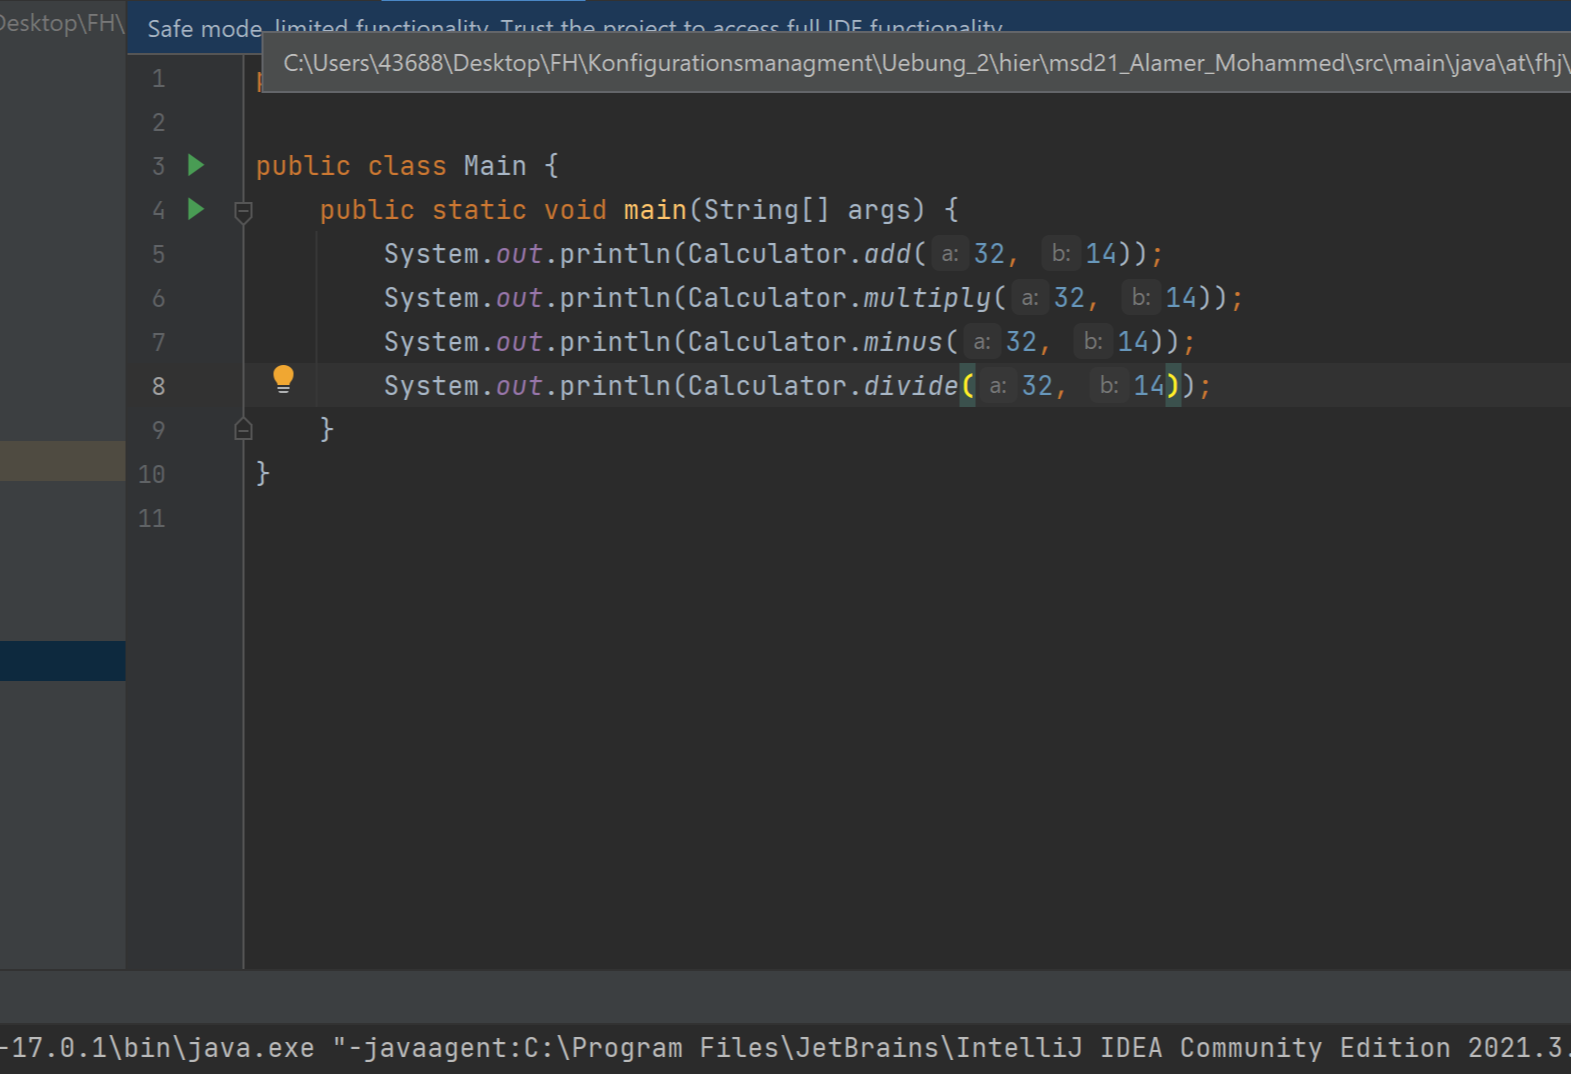 Desktop\FH\
Safe mode limited functionality. Trust the project to access full IDE functionality
C:\Users\43688\Desktop\FH\Konfigurationsmanagment\Uebung_2\hier\msd21_Alamer_Mohammed\src\main\java\at\fhj\
1
2
3 public class Main {
4 public static void main(String[] args) {
5 System.out.println(Calculator.add( a: 32, b: 14));
6 System.out.println(Calculator.multiply( a: 32, b: 14));
7 System.out.println(Calculator.minus( a: 32, b: 14));
8 System.out.println(Calculator.divide( a: 32, b: 14));
9 }
10 }
11
-17.0.1\bin\java.exe "-javaagent:C:\Program Files\JetBrains\IntelliJ IDEA Community Edition 2021.3.